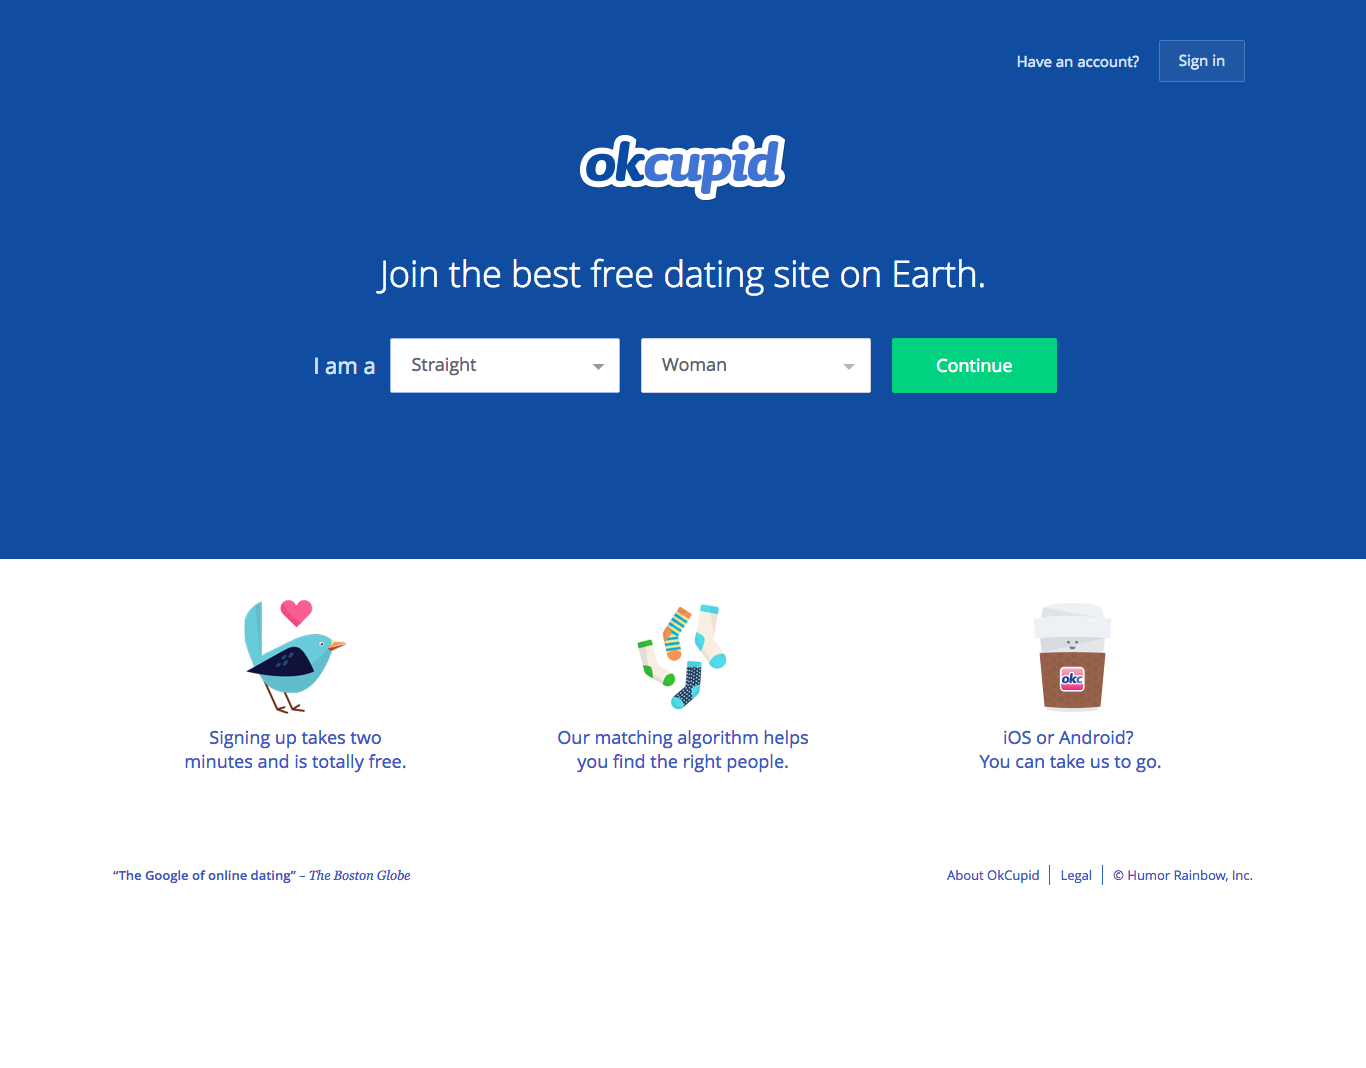 Have an account?
Sign in
okcupid
Join the best free dating site on Earth.
I am a
Straight
Woman
Continue
okc
Signing up takes two
minutes and is totally free.
Our matching algorithm helps
you find the right people.
iOS or Android?
You can take us to go.
“The Google of online dating” – The Boston Globe
About OkCupid
Legal
© Humor Rainbow, Inc.